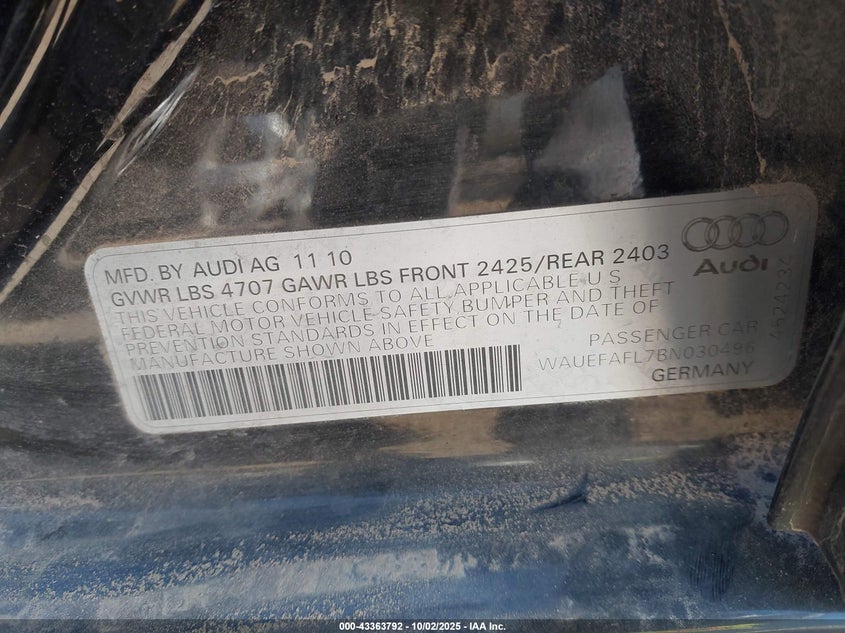 MFD. BY AUDI AG 11 10
GVWR LBS 4707 GAWR LBS FRONT 2425/REAR 2403
THIS VEHICLE CONFORMS TO ALL APPLICABLE U S
FEDERAL MOTOR VEHICLE SAFETY, BUMPER AND THEFT
PREVENTION STANDARDS IN EFFECT ON THE DATE OF
MANUFACTURE SHOWN ABOVE
Audi
PASSENGER CAR
WAUEFAFL7BN030496
GERMANY
4624234
000-43363792 - 10/02/2025 - IAA Inc.